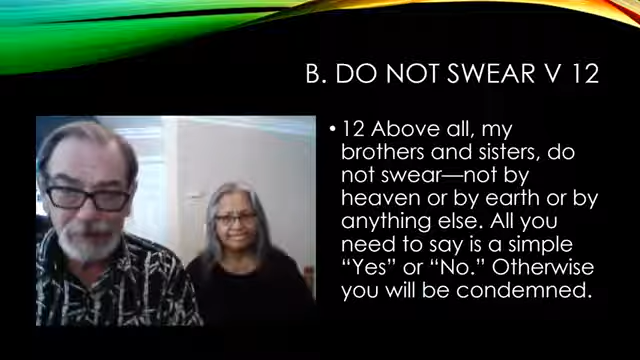 B. DO NOT SWEAR V 12
• 12 Above all, my
brothers and sisters, do
not swear—not by
heaven or by earth or by
anything else. All you
need to say is a simple
“Yes” or “No.” Otherwise
you will be condemned.